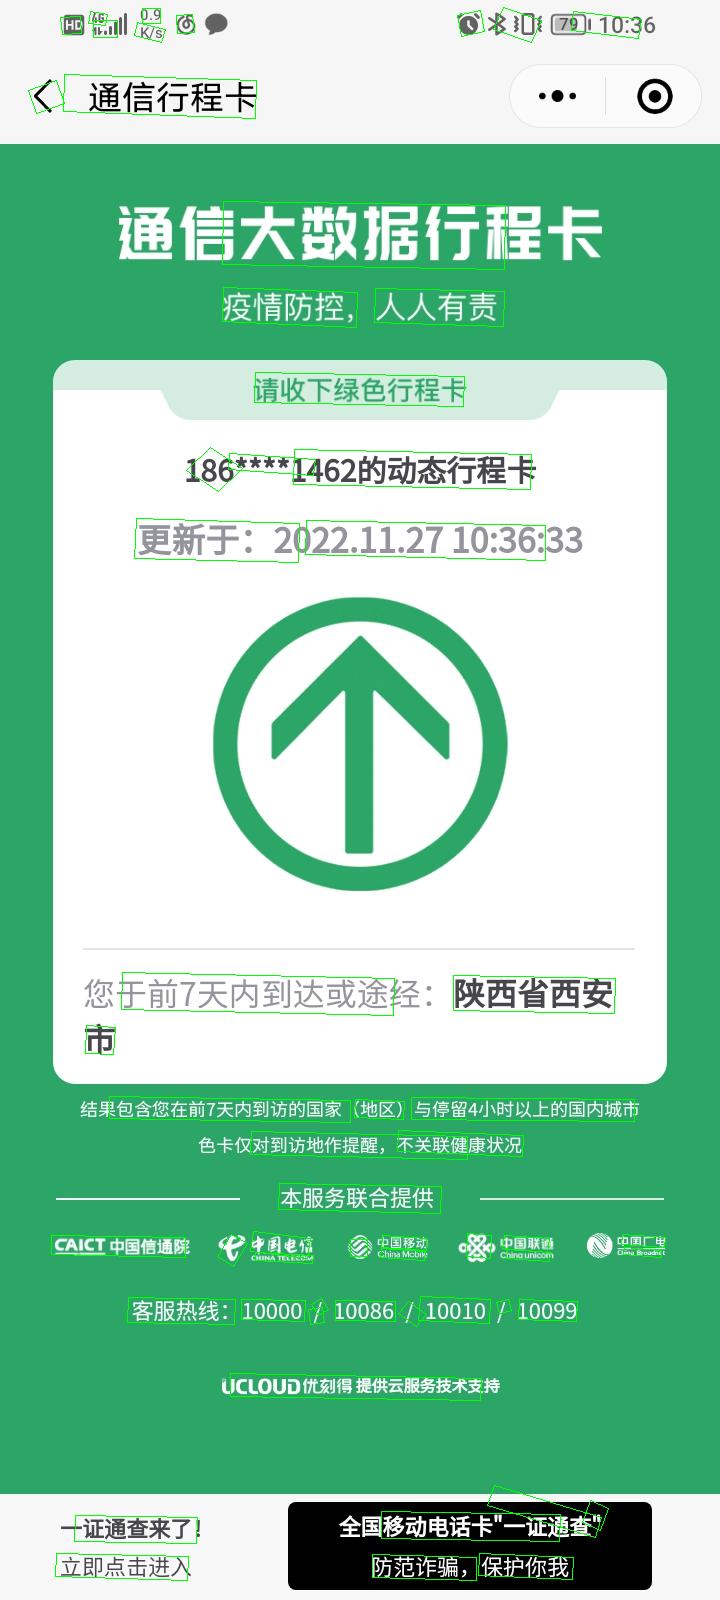 HD 4G 0.9 K/s 79 10:36
通信行程卡
通信大数据行程卡
疫情防控，人人有责
请收下绿色行程卡
186****1462的动态行程卡
更新于：2022.11.27 10:36:33
您于前7天内到达或途经：陕西省西安
市
结果包含您在前7天内到访的国家（地区）与停留4小时以上的国内城市
色卡仅对到访地作提醒，不关联健康状况
本服务联合提供
CAICT 中国信通院 中国电信 CHINA TELECOM 中国移动 China Mobile 中国联通 China unicom 中国广电 China Broadnet
客服热线：10000 / 10086 / 10010 / 10099
UCLOUD优刻得 提供云服务技术支持
一证通查来了！ 全国移动电话卡"一证通查"
立即点击进入 防范诈骗，保护你我